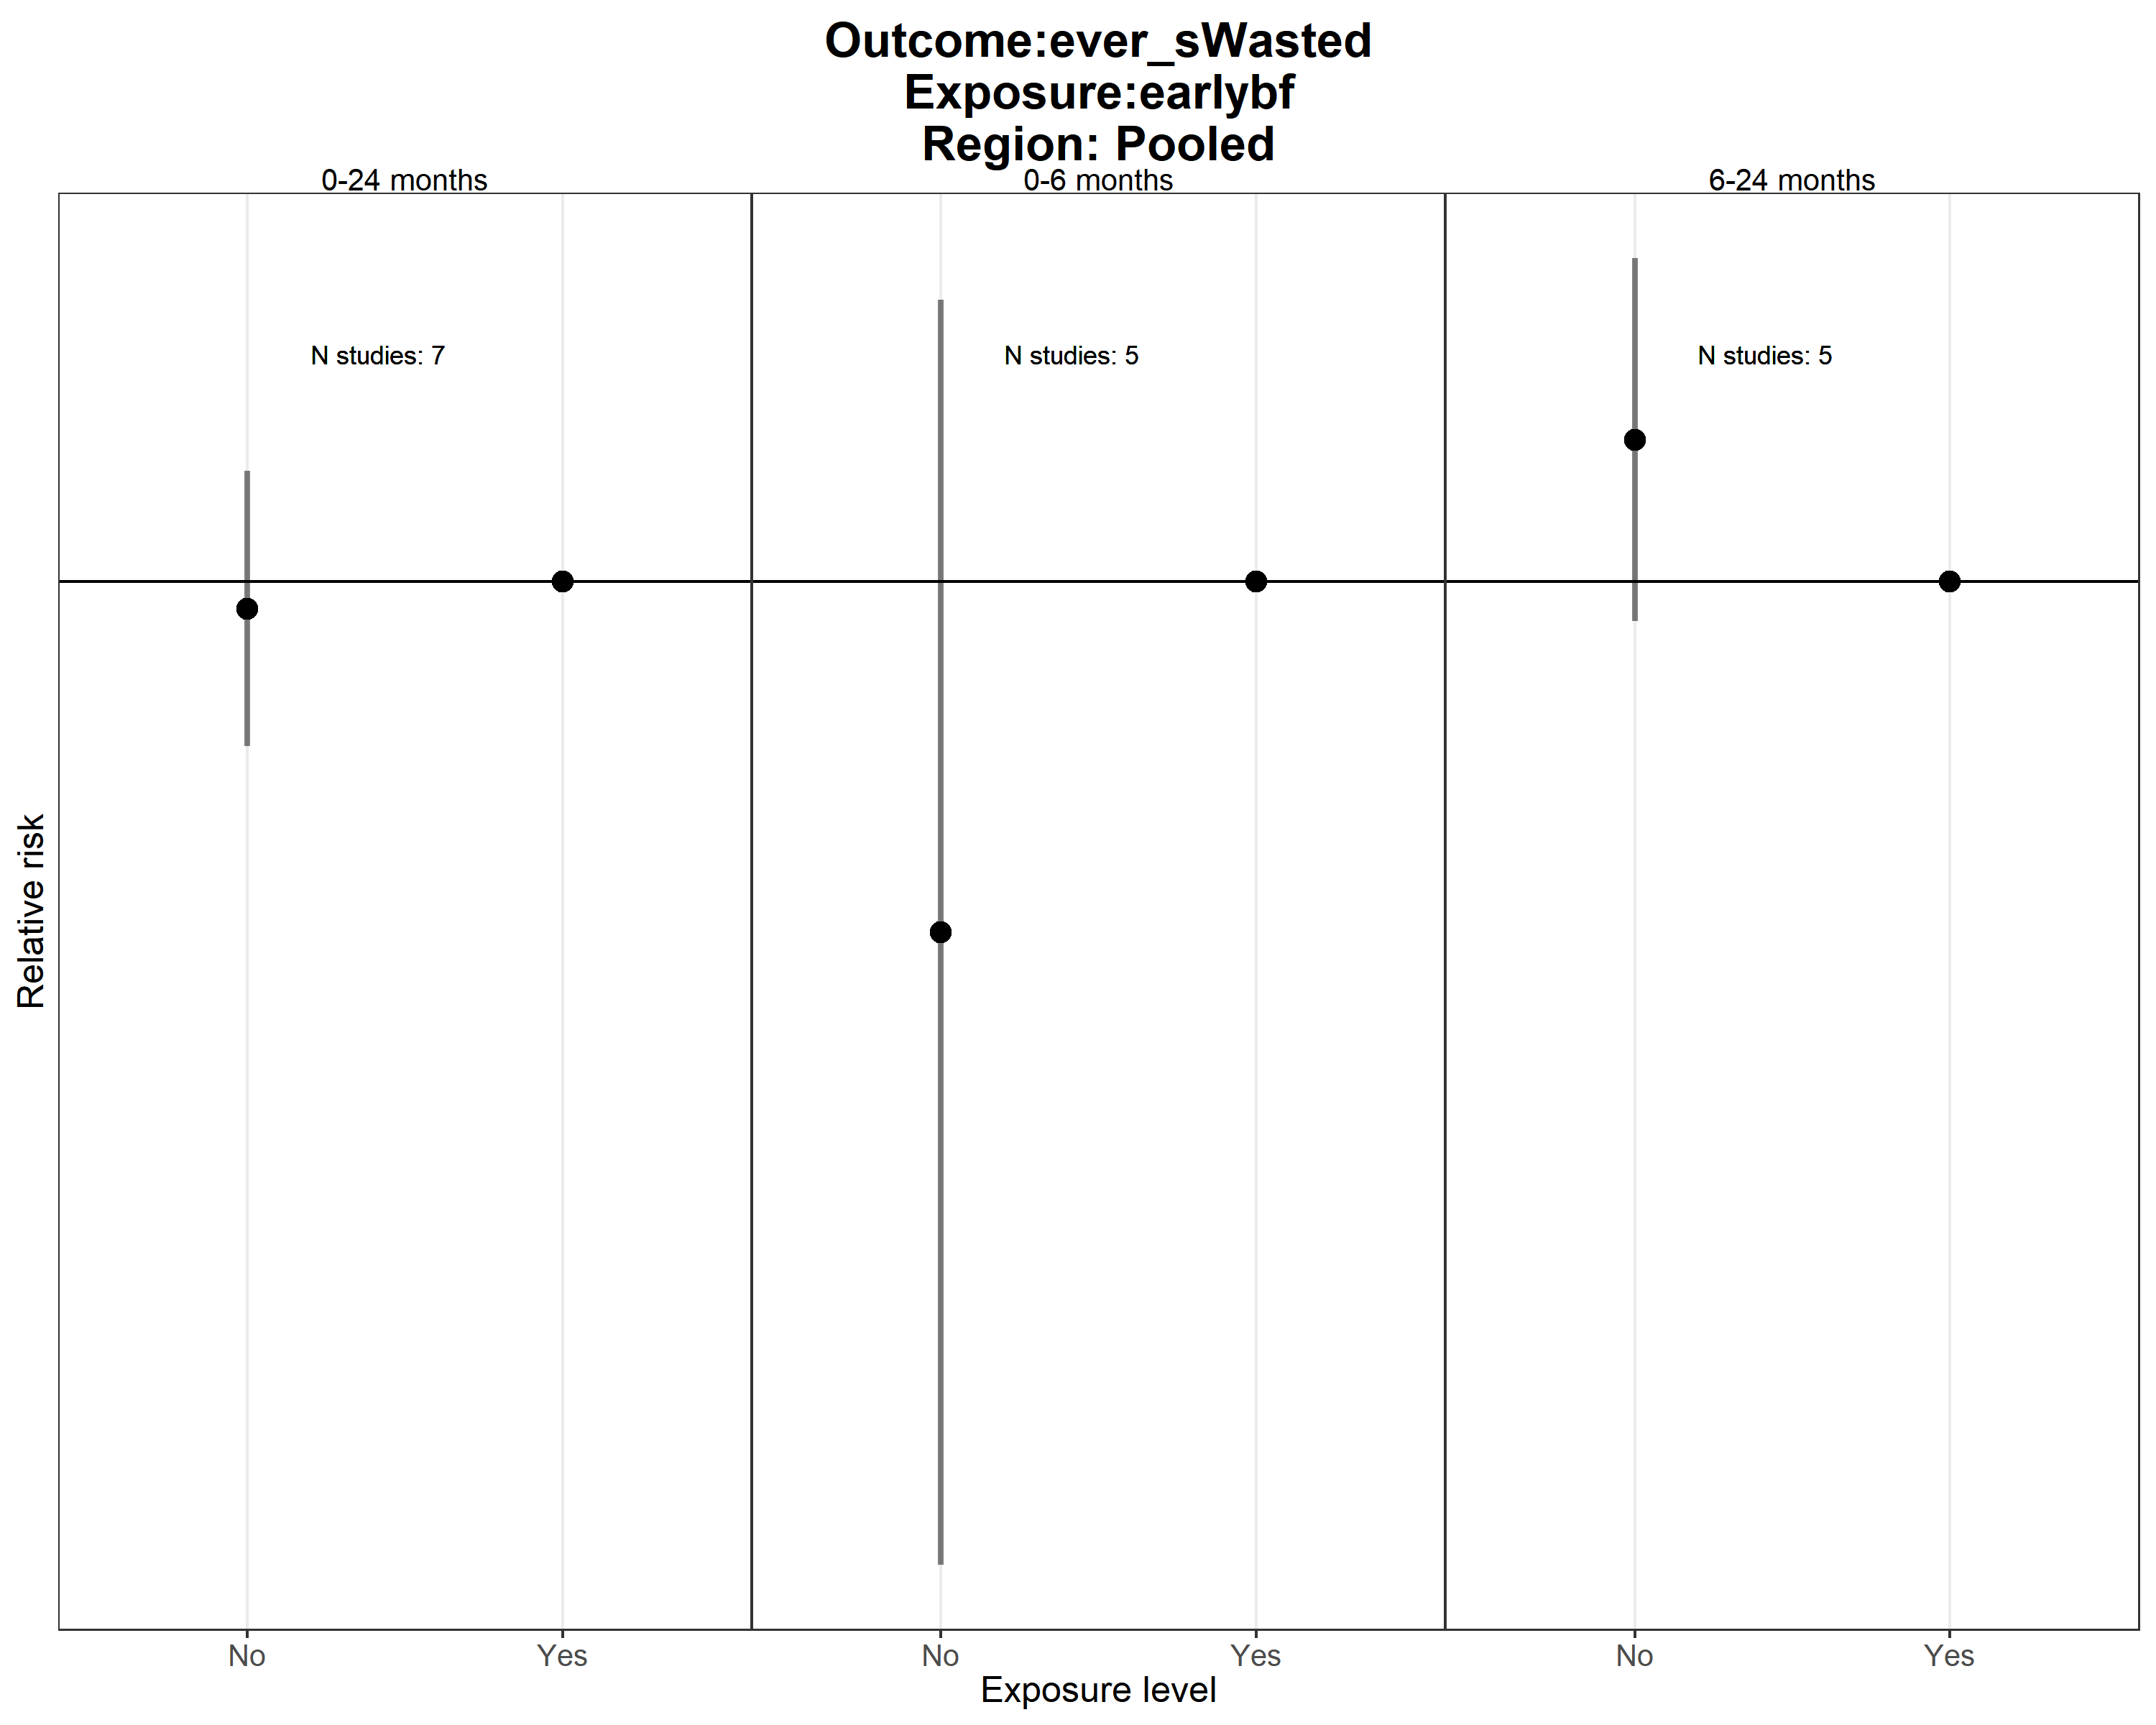 Outcome:ever_sWasted
Exposure:earlybf
Region: Pooled
0-24 months
0-6 months
6-24 months
N studies: 7
N studies: 5
N studies: 5
Relative risk
No
Yes
No
Yes
No
Yes
Exposure level